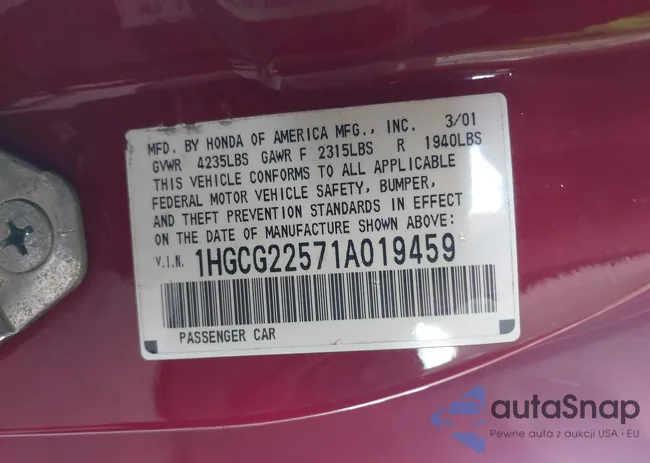 MFD. BY HONDA OF AMERICA MFG., INC. 3/01
GVWR 4235LBS GAWR F 2315LBS R 1940LBS
THIS VEHICLE CONFORMS TO ALL APPLICABLE
FEDERAL MOTOR VEHICLE SAFETY, BUMPER,
AND THEFT PREVENTION STANDARDS IN EFFECT
ON THE DATE OF MANUFACTURE SHOWN ABOVE:
V.I.N. 1HGCG22571A019459
PASSENGER CAR
autaSnap
Pewne auta z aukcji USA i EU